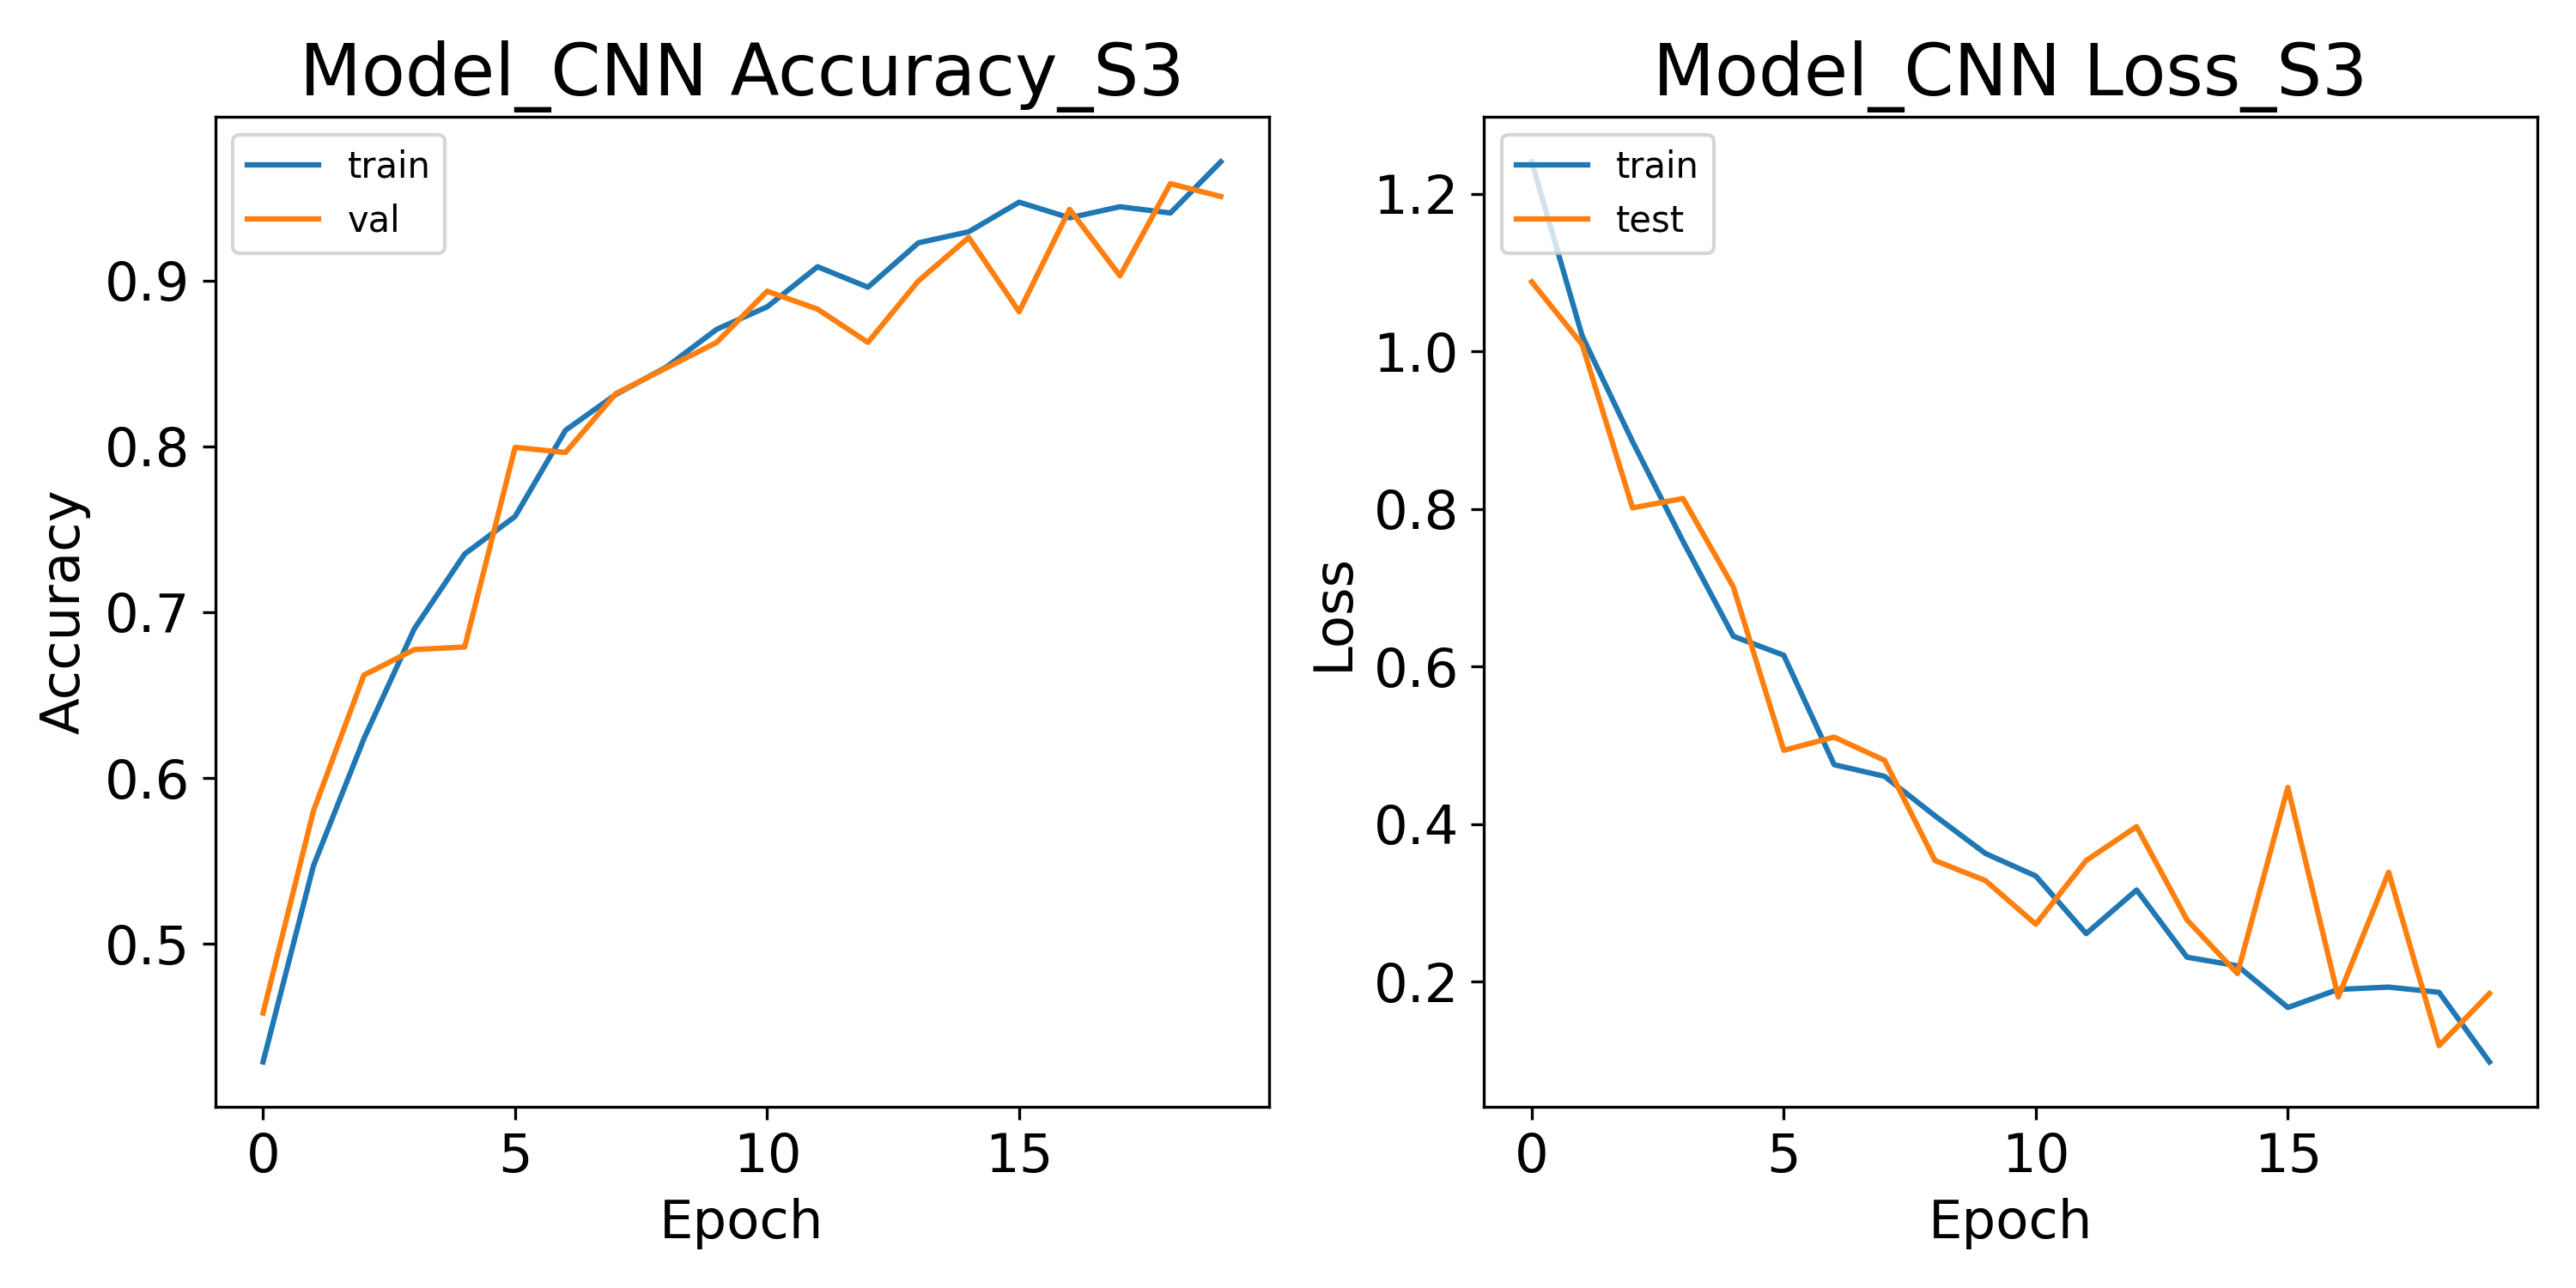 Model_CNN Accuracy_S3
train
val
Accuracy
0.9
0.8
0.7
0.6
0.5
0 5 10 15
Epoch
Model_CNN Loss_S3
train
test
Loss
1.2
1.0
0.8
0.6
0.4
0.2
0 5 10 15
Epoch